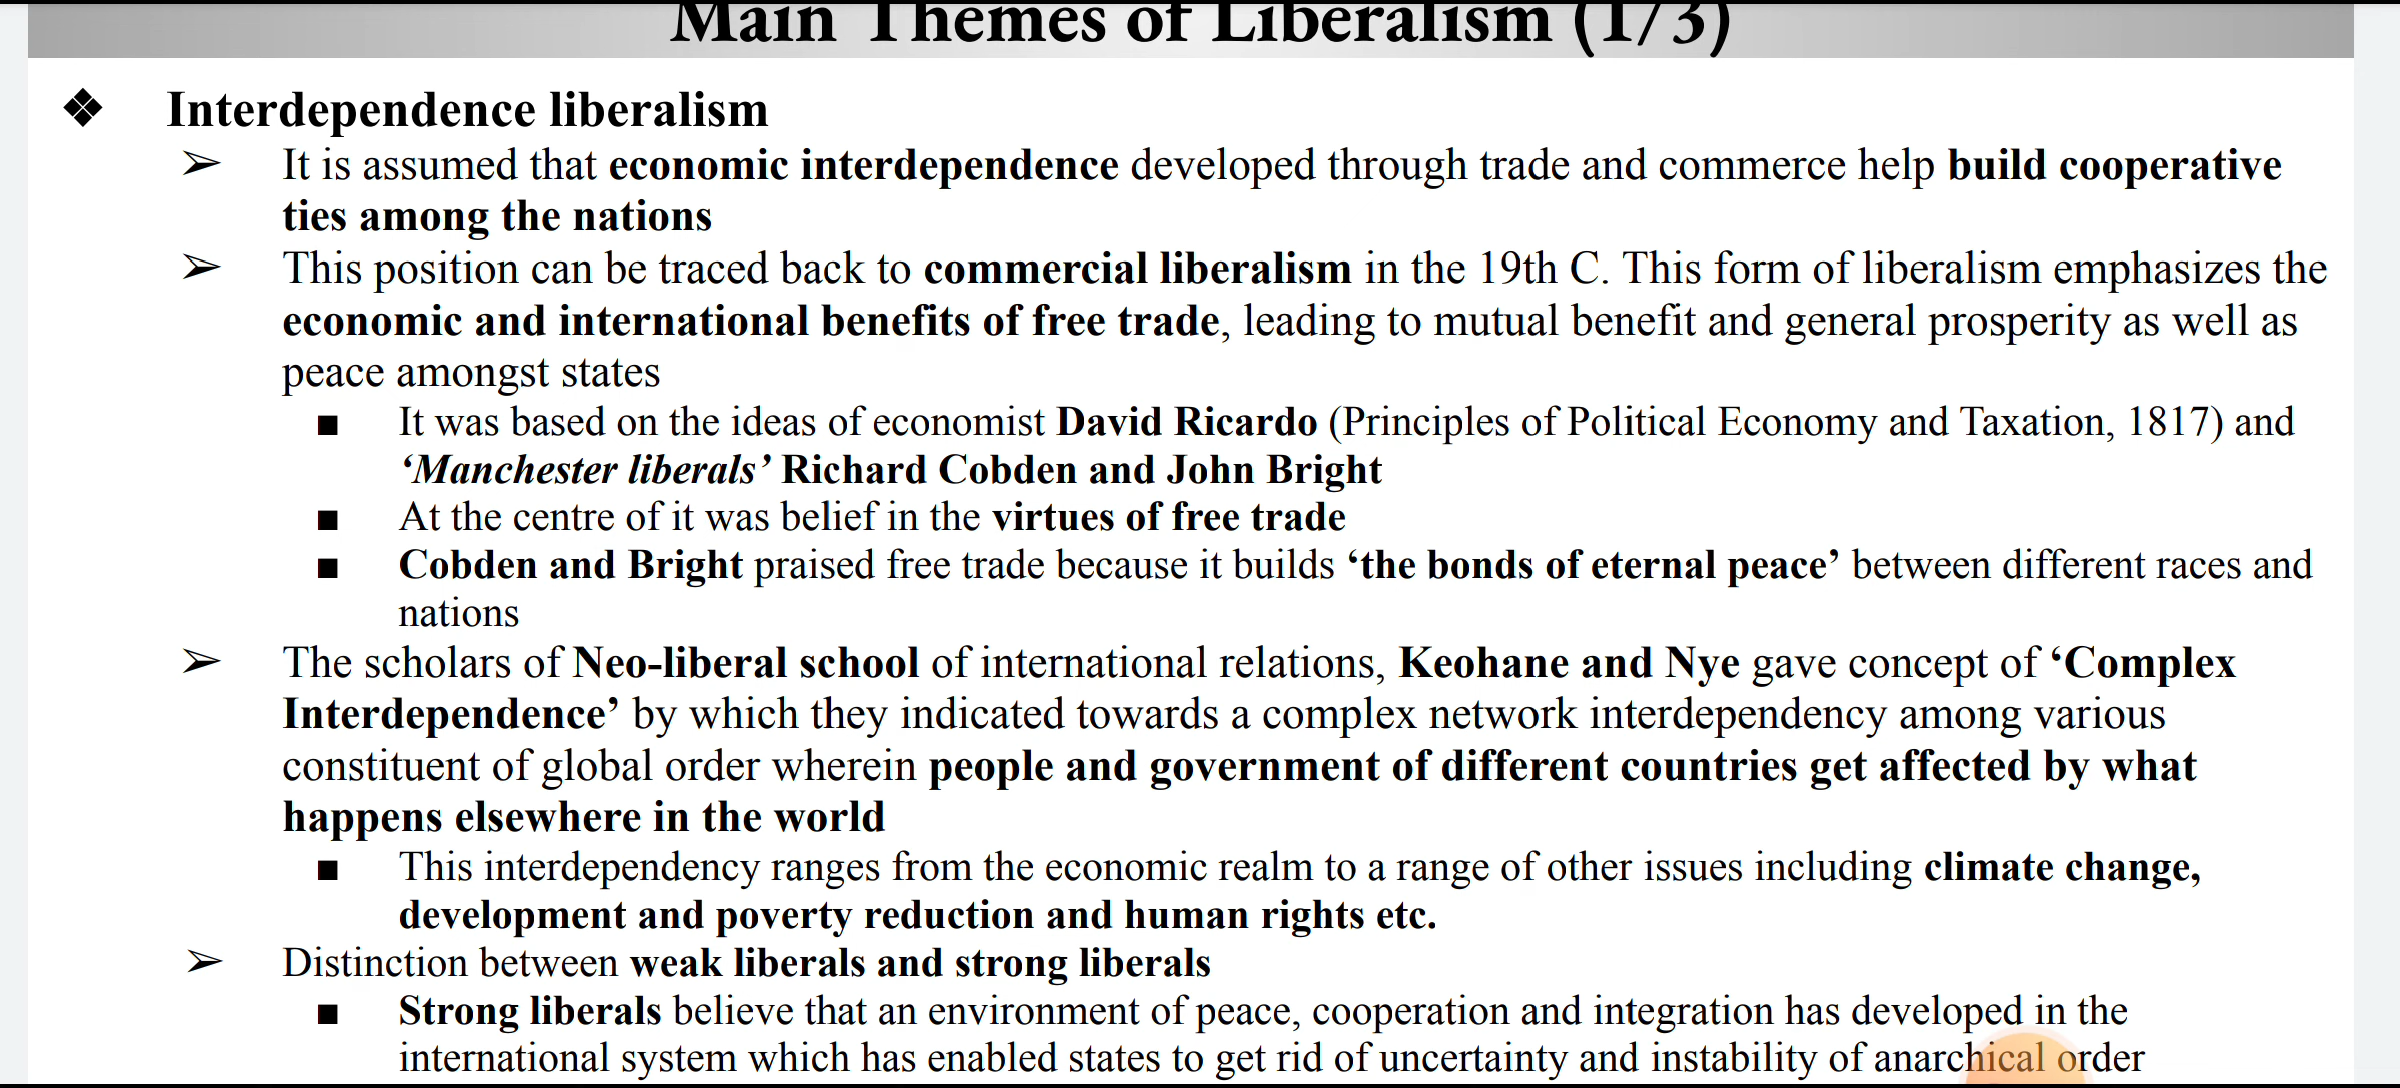 Main Themes of Liberalism (1/3)
❖ Interdependence liberalism
➢ It is assumed that economic interdependence developed through trade and commerce help build cooperative
ties among the nations
➢ This position can be traced back to commercial liberalism in the 19th C. This form of liberalism emphasizes the
economic and international benefits of free trade, leading to mutual benefit and general prosperity as well as
peace amongst states
■ It was based on the ideas of economist David Ricardo (Principles of Political Economy and Taxation, 1817) and
‘Manchester liberals’ Richard Cobden and John Bright
■ At the centre of it was belief in the virtues of free trade
■ Cobden and Bright praised free trade because it builds ‘the bonds of eternal peace’ between different races and
nations
➢ The scholars of Neo-liberal school of international relations, Keohane and Nye gave concept of ‘Complex
Interdependence’ by which they indicated towards a complex network interdependency among various
constituent of global order wherein people and government of different countries get affected by what
happens elsewhere in the world
■ This interdependency ranges from the economic realm to a range of other issues including climate change,
development and poverty reduction and human rights etc.
➢ Distinction between weak liberals and strong liberals
■ Strong liberals believe that an environment of peace, cooperation and integration has developed in the
international system which has enabled states to get rid of uncertainty and instability of anarchical order